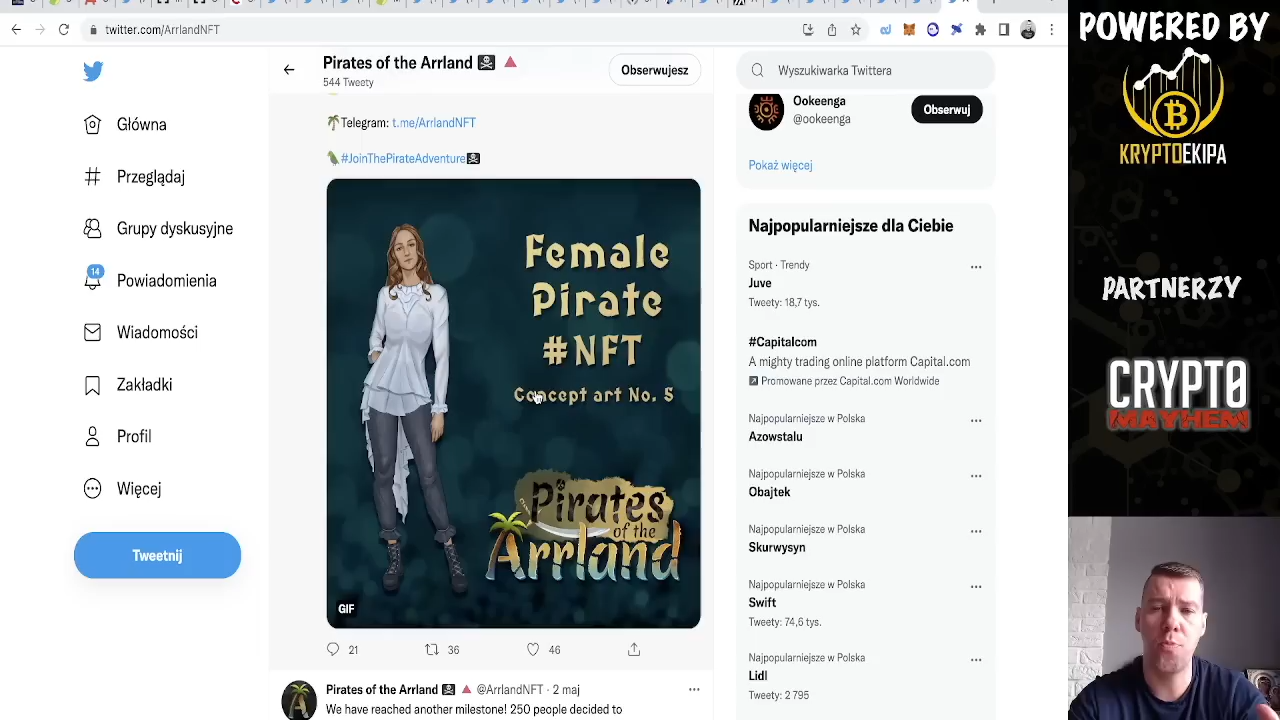 twitter.com/ArrlandNFT
Pirates of the Arrland
544 Tweety
Obserwujesz
Główna
Przeglądaj
Grupy dyskusyjne
14
Powiadomienia
Wiadomości
Zakładki
Profil
Więcej
Tweetnij
Telegram: t.me/ArrlandNFT
#JoinThePirateAdventure
Female
Pirate
#NFT
Concept art No. 5
Pirates
of the
Arrland
GIF
21
36
46
Pirates of the Arrland @ArrlandNFT · 2 maj
We have reached another milestone! 250 people decided to
Wyszukiwarka Twittera
Ookeenga
@ookeenga
Obserwuj
Pokaż więcej
Najpopularniejsze dla Ciebie
Sport · Trendy
Juve
Tweety: 18,7 tys.
#Capitalcom
A mighty trading online platform Capital.com
Promowane przez Capital.com Worldwide
Najpopularniejsze w Polska
Azowstalu
Najpopularniejsze w Polska
Obajtek
Najpopularniejsze w Polska
Skurwysyn
Najpopularniejsze w Polska
Swift
Tweety: 74,6 tys.
Najpopularniejsze w Polska
Lidl
Tweety: 2 795
POWERED BY
KRYPTOEKIPA
PARTNERZY
CRYPTO
MAYHEM